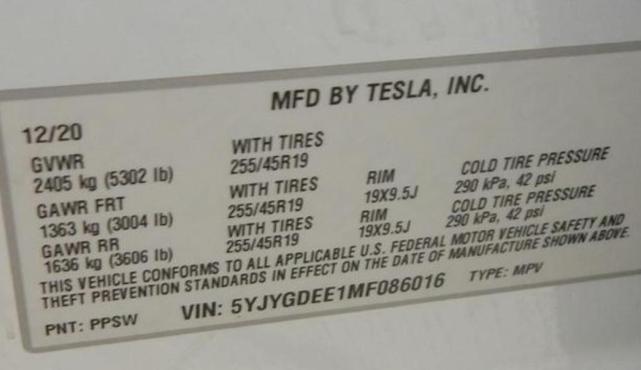 MFD BY TESLA, INC.
12/20
GVWR WITH TIRES
2405 kg (5302 lb) 255/45R19
GAWR FRT WITH TIRES RIM COLD TIRE PRESSURE
1363 kg (3004 lb) 255/45R19 19X9.5J 290 kPa, 42 psi
GAWR RR WITH TIRES RIM COLD TIRE PRESSURE
1636 kg (3606 lb) 255/45R19 19X9.5J 290 kPa, 42 psi
THIS VEHICLE CONFORMS TO ALL APPLICABLE U.S. FEDERAL MOTOR VEHICLE SAFETY AND
THEFT PREVENTION STANDARDS IN EFFECT ON THE DATE OF MANUFACTURE SHOWN ABOVE.
PNT: PPSW VIN: 5YJYGDEE1MF086016 TYPE: MPV